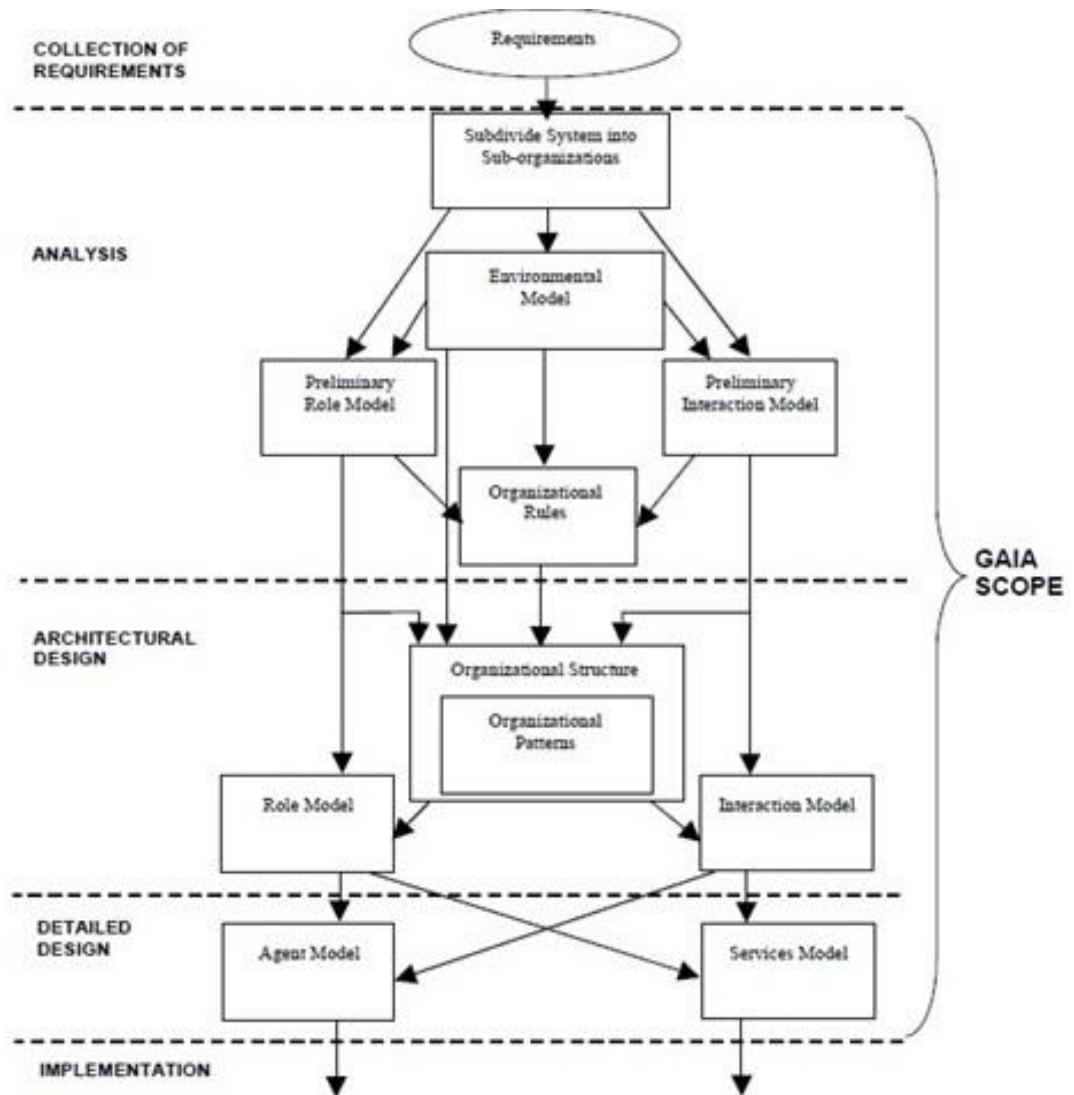 COLLECTION OF
REQUIREMENTS
Requirements
Subdivide System into
Sub-organizations
ANALYSIS
Environmental
Model
Preliminary
Role Model
Preliminary
Interaction Model
Organizational
Rules
GAIA
SCOPE
ARCHITECTURAL
DESIGN
Organizational Structure
Organizational
Patterns
Role Model
Interaction Model
DETAILED
DESIGN
Agent Model
Services Model
IMPLEMENTATION